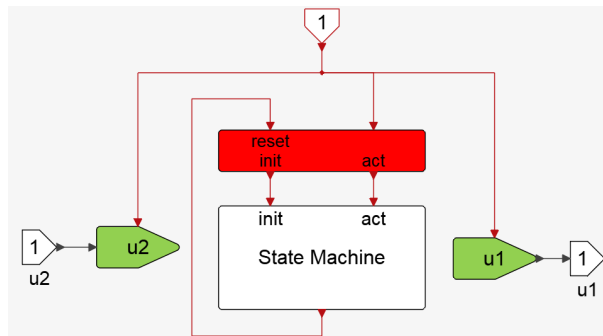 1
reset
init act
init act
State Machine
1
u2
u2
u1
1
u1